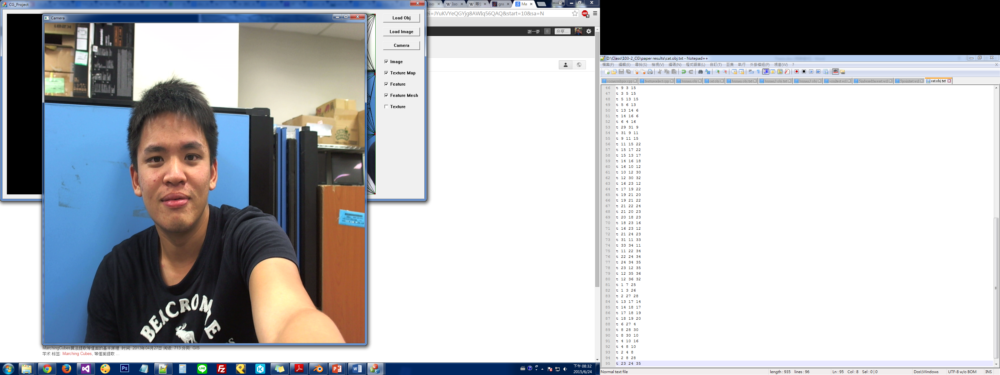 CG_Project
Camera
Load Obj
Load Image
Camera
Image
Texture Map
Feature
Feature Mesh
Texture
BEACROME
iso
Iso
gra
Ma
ei=JYuKVYeQGYjg8AWIq56QAQ&start=10&sa=N
ABP
1
謝一豪
0
分享...
MarchingCubes算法提取等值面的基本原理. 时间: 2013年04月27日 阅读: 713 分类: GIS
学术 标签: Marching Cubes, 等值面提取 ...
D:\Class\103-2_CG\paper results\cat.obj.txt - Notepad++
檔案(F) 編輯(E) 尋找(S) 檢視(V) 編碼(N) 程式語言(L) 自訂(T) 巨集 執行 外掛模組(P) 視窗(W) ?
cornersubpix.cpp featureselect.cpp human.obj cat.obj human.obj.txt human3.obj.txt human3.obj vrmltest.wrl 5indexedfaceset.wrl 5pointset.wrl cat.obj.txt
46 t 9 3 15
47 t 3 5 15
48 t 5 13 15
49 t 5 6 13
50 t 13 14 6
51 t 14 16 6
52 t 6 4 16
53 t 29 31 9
54 t 31 9 11
55 t 9 11 15
56 t 11 15 22
57 t 15 17 22
58 t 15 13 17
59 t 14 16 18
60 t 16 10 12
61 t 10 12 30
62 t 12 30 32
63 t 16 23 12
64 t 17 19 22
65 t 19 21 20
66 t 19 21 22
67 t 21 22 24
68 t 21 20 23
69 t 20 18 23
70 t 18 23 16
71 t 16 23 12
72 t 21 24 23
73 t 31 11 33
74 t 33 34 11
75 t 11 22 34
76 t 22 24 34
77 t 24 34 35
78 t 23 12 35
79 t 12 35 36
80 t 12 36 32
81 t 1 7 25
82 t 1 3 26
83 t 2 27 28
84 t 13 17 14
85 t 14 18 17
86 t 17 18 19
87 t 18 19 20
88 t 6 27 4
89 t 8 28 30
90 t 8 30 10
91 t 4 10 16
92 t 4 8 10
93 t 2 4 8
94 t 2 8 28
95 t 23 24 35
Normal text file length : 935 lines : 96 Ln : 95 Col : 8 Sel : 0 | 0 Dos\Windows UTF-8 w/o BOM INS
Ps
LINE
Fz
下午 08:32
2015/6/24